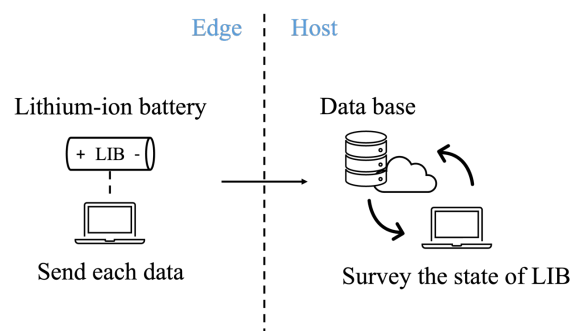 Edge
Host
Lithium-ion battery
+ LIB -
Send each data
Data base
Survey the state of LIB